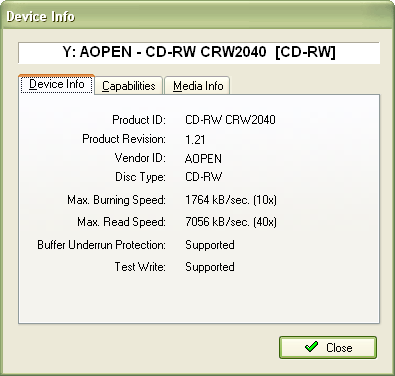 Device Info
Y: AOPEN - CD-RW CRW2040 [CD-RW]
Device Info Capabilities Media Info
Product ID: CD-RW CRW2040
Product Revision: 1.21
Vendor ID: AOPEN
Disc Type: CD-RW
Max. Burning Speed: 1764 kB/sec. (10x)
Max. Read Speed: 7056 kB/sec. (40x)
Buffer Underrun Protection: Supported
Test Write: Supported
Close